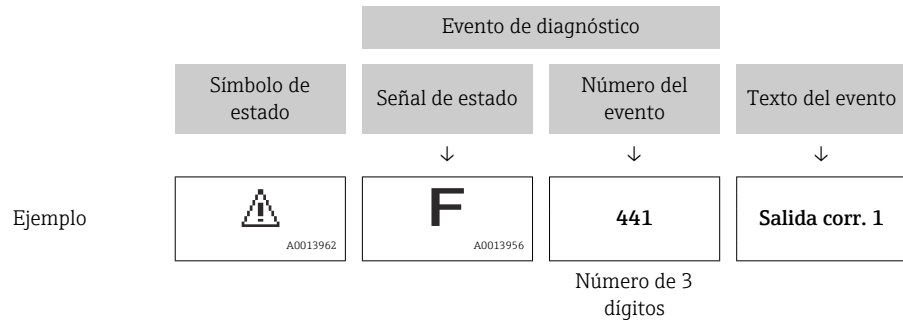 Evento de diagnóstico
Símbolo de
estado
Señal de estado
Número del
evento
Texto del evento
↓ ↓ ↓
Ejemplo
A0013962
F
A0013956
441
Salida corr. 1
Número de 3
dígitos